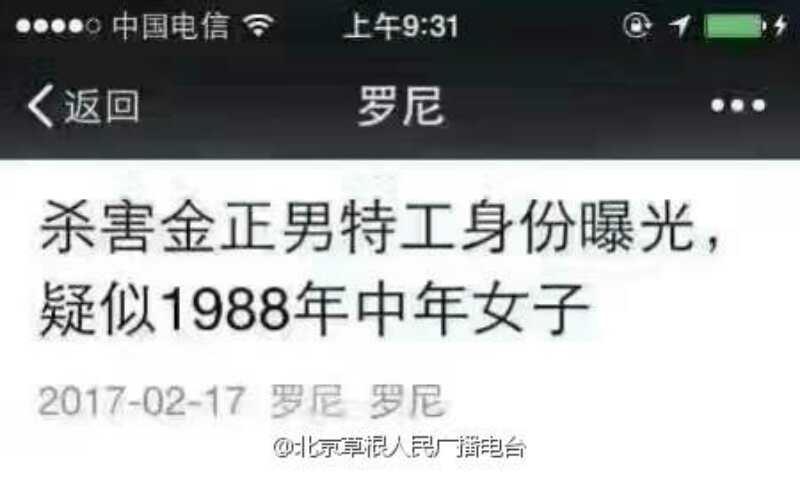 中国电信 上午9:31
返回 罗尼
杀害金正男特工身份曝光，
疑似1988年中年女子
2017-02-17 罗尼 罗尼
@北京草根人民广播电台